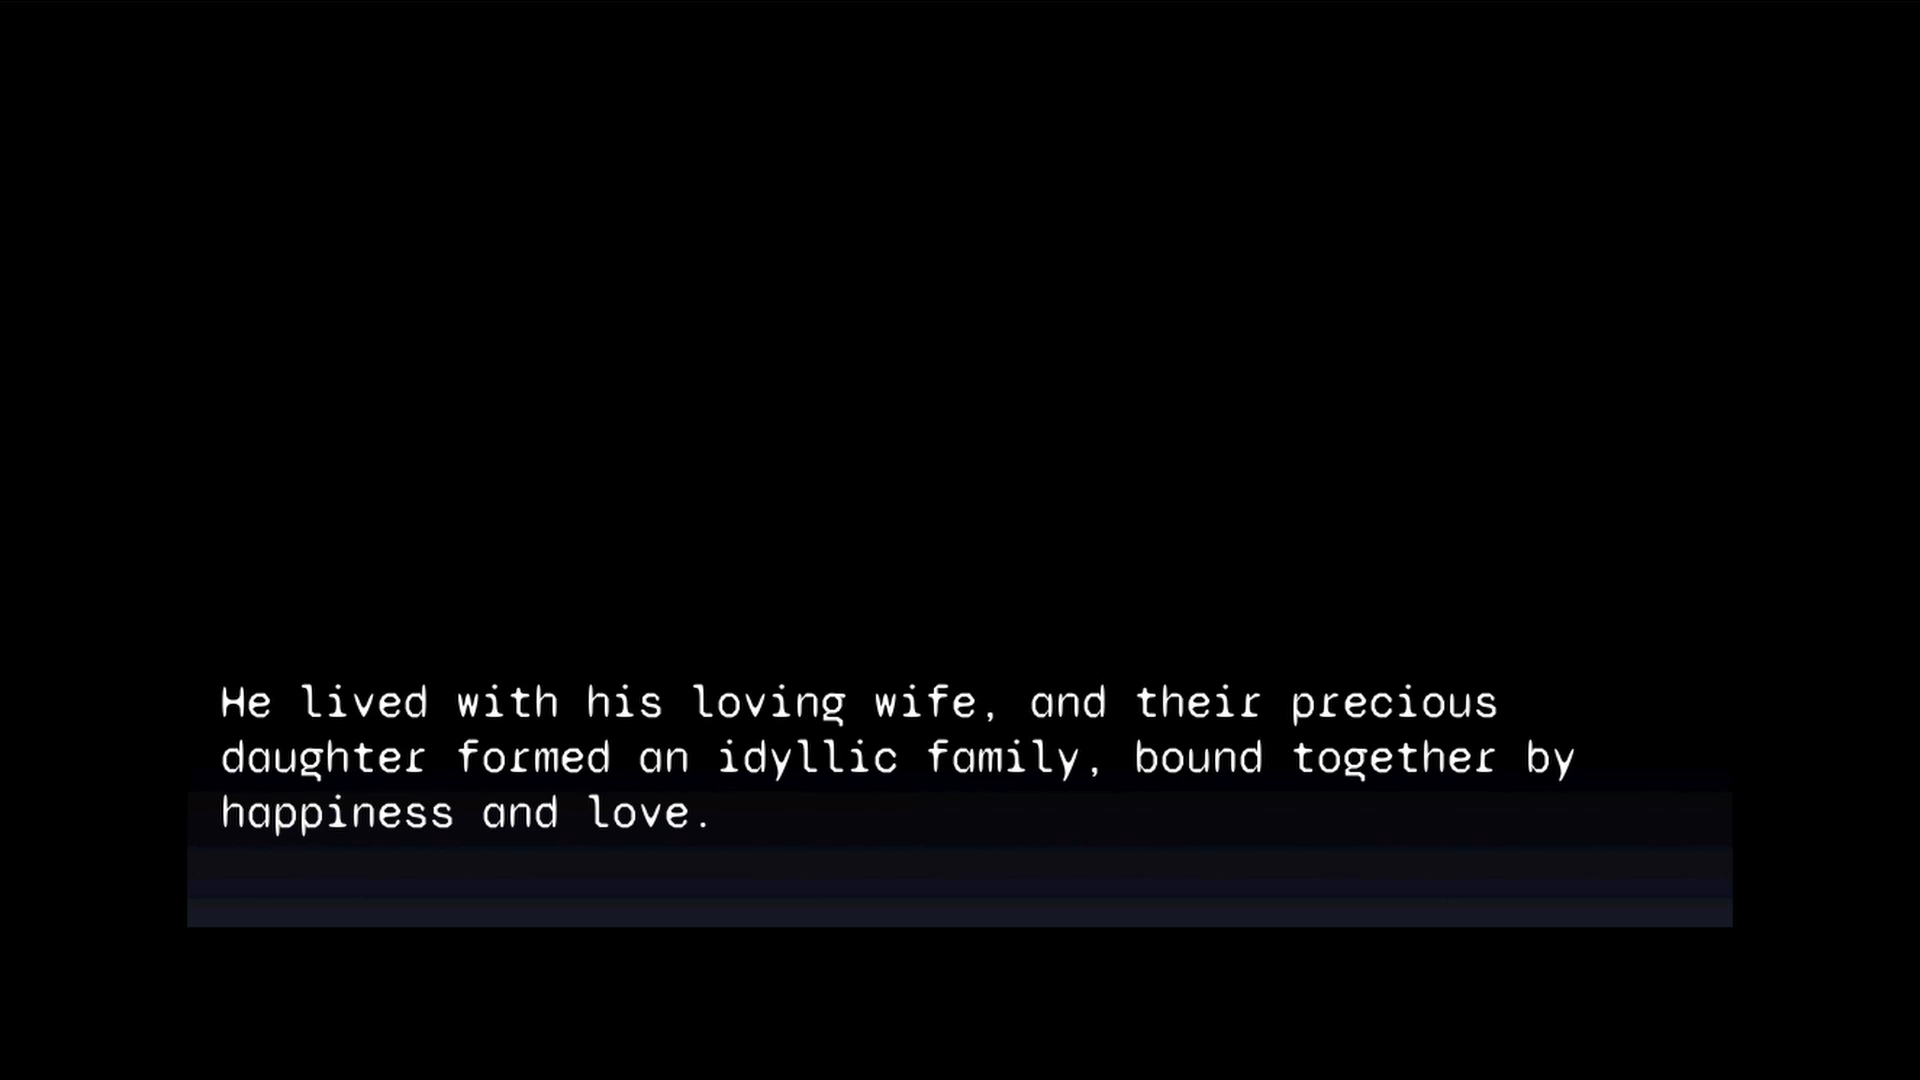 He lived with his loving wife, and their precious
daughter formed an idyllic family, bound together by
happiness and love.